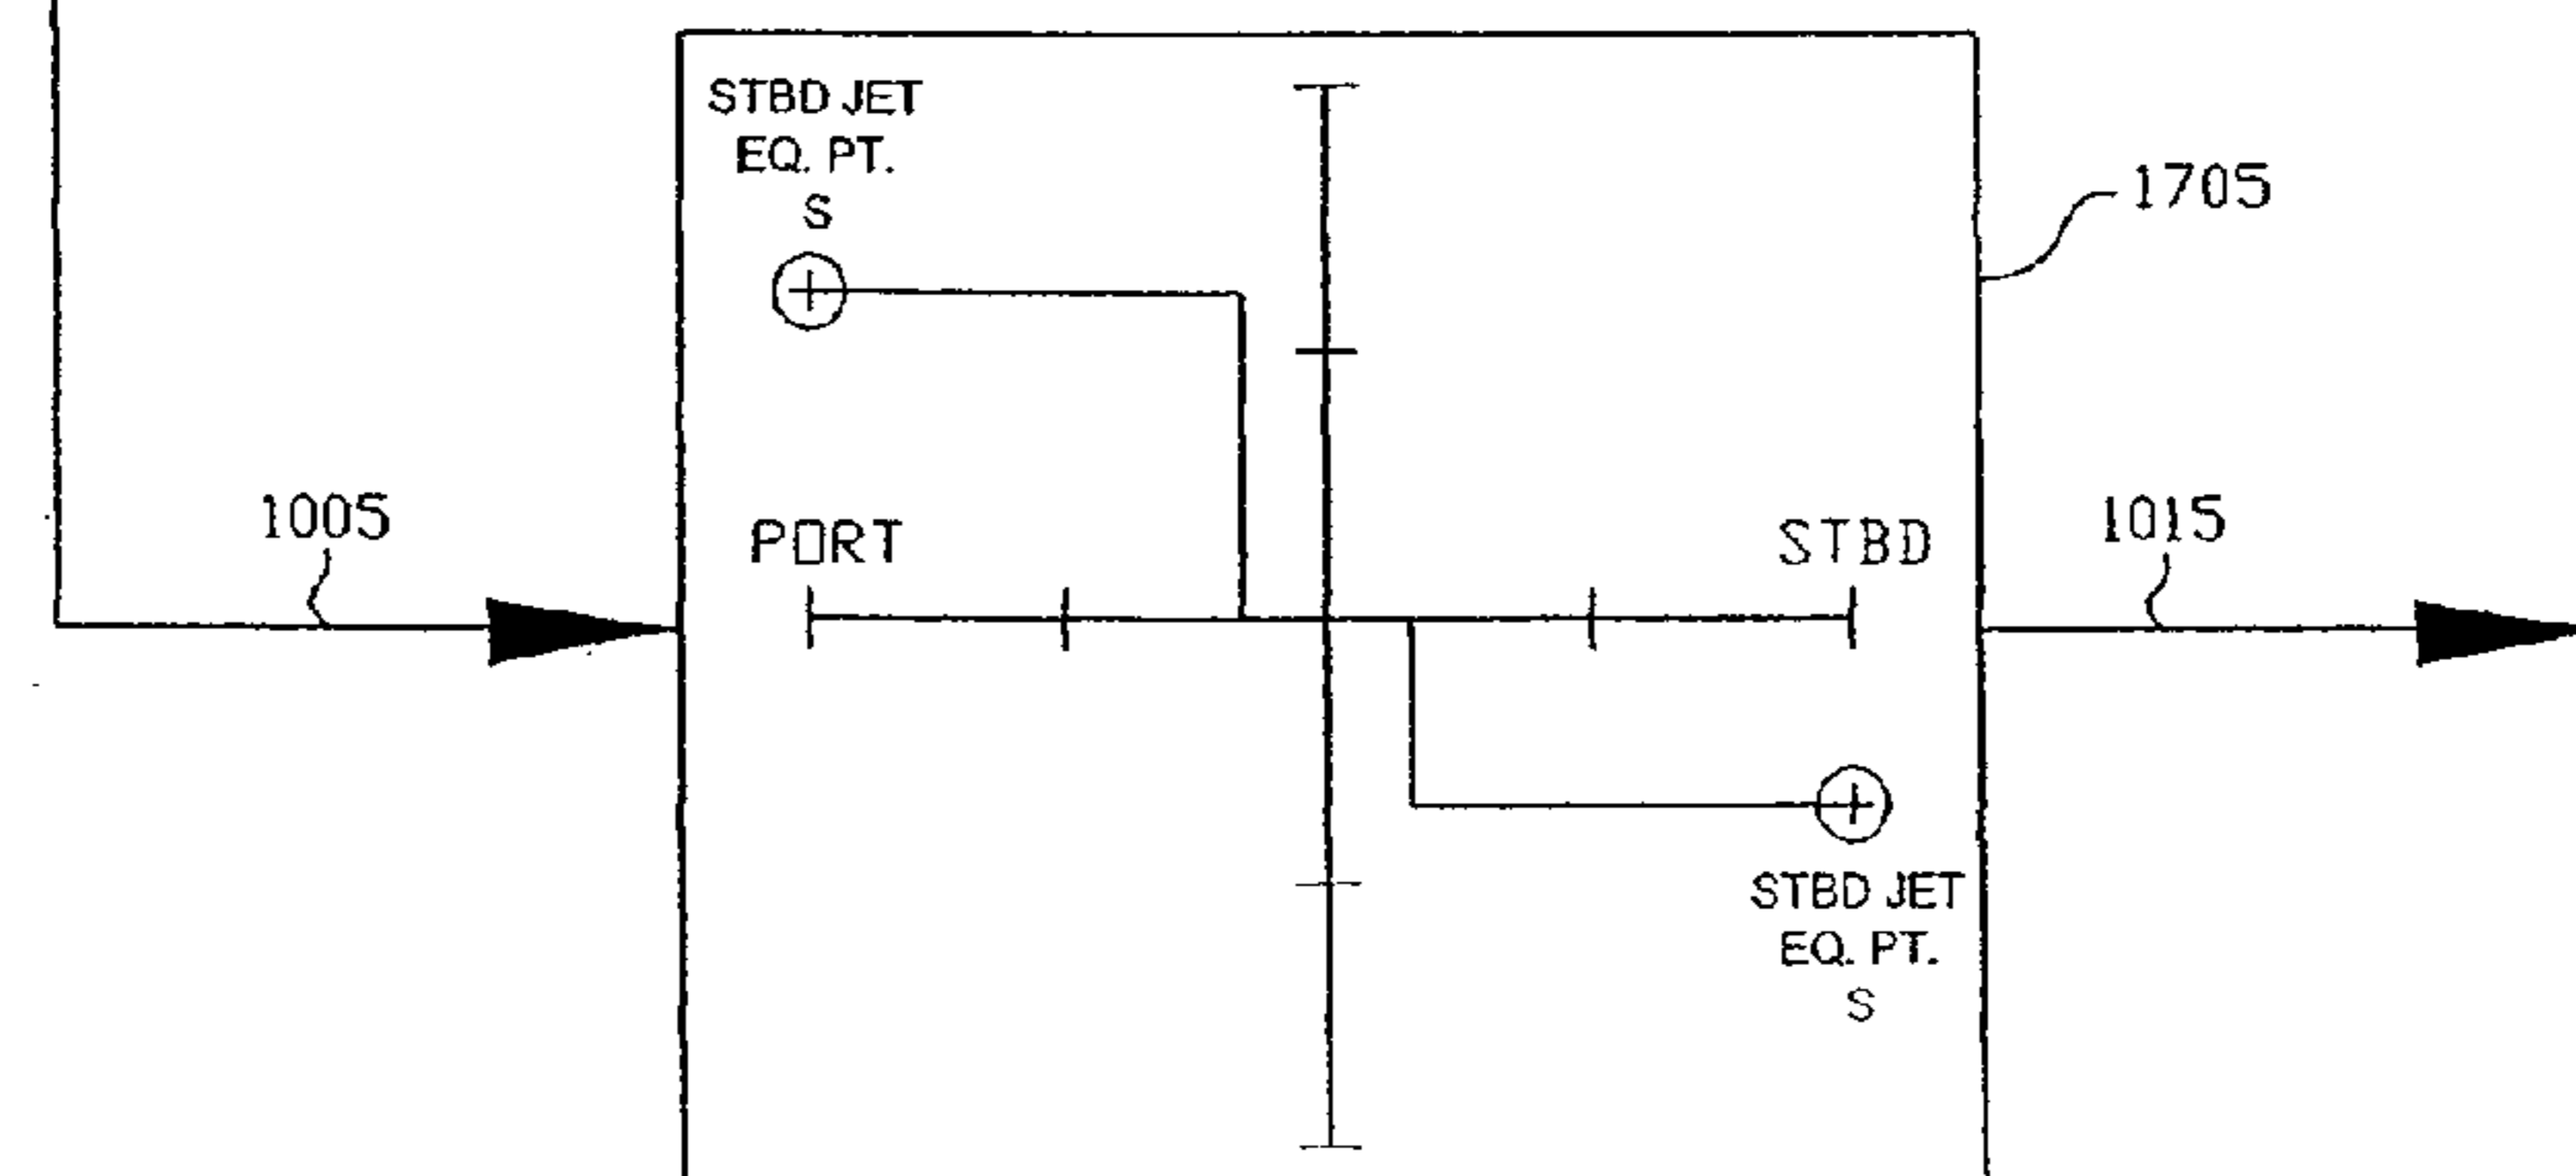 STBD JET
EQ. PT.
S
1705
1005
PORT
STBD
1015
STBD JET
EQ. PT.
S